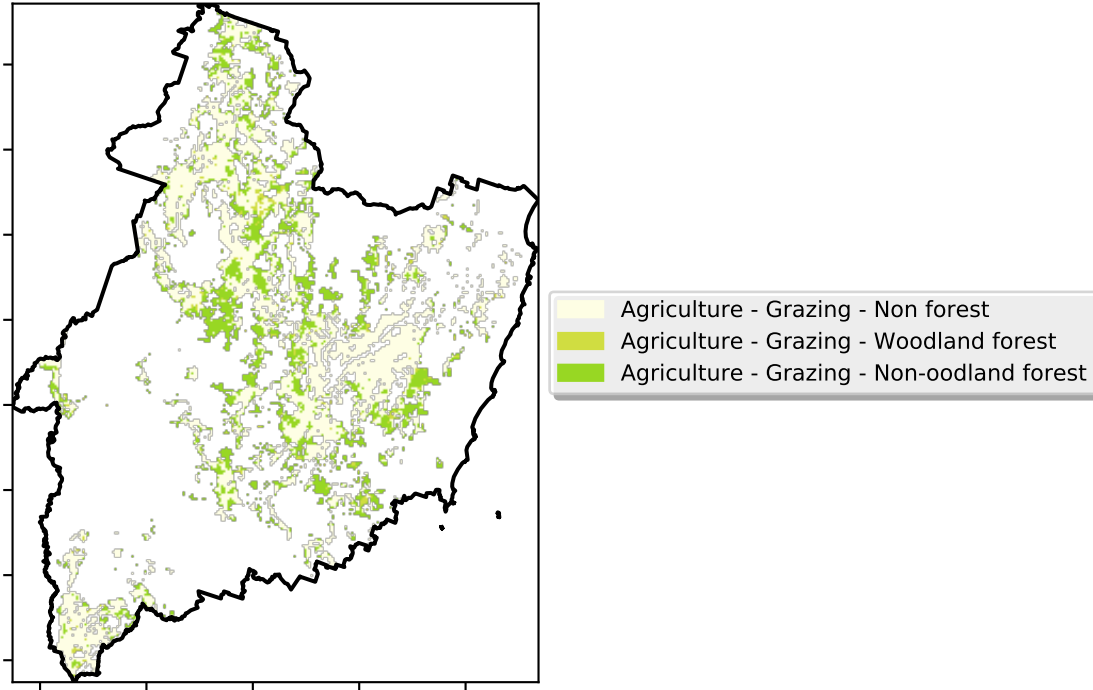 Agriculture - Grazing - Non forest
Agriculture - Grazing - Woodland forest
Agriculture - Grazing - Non-oodland forest